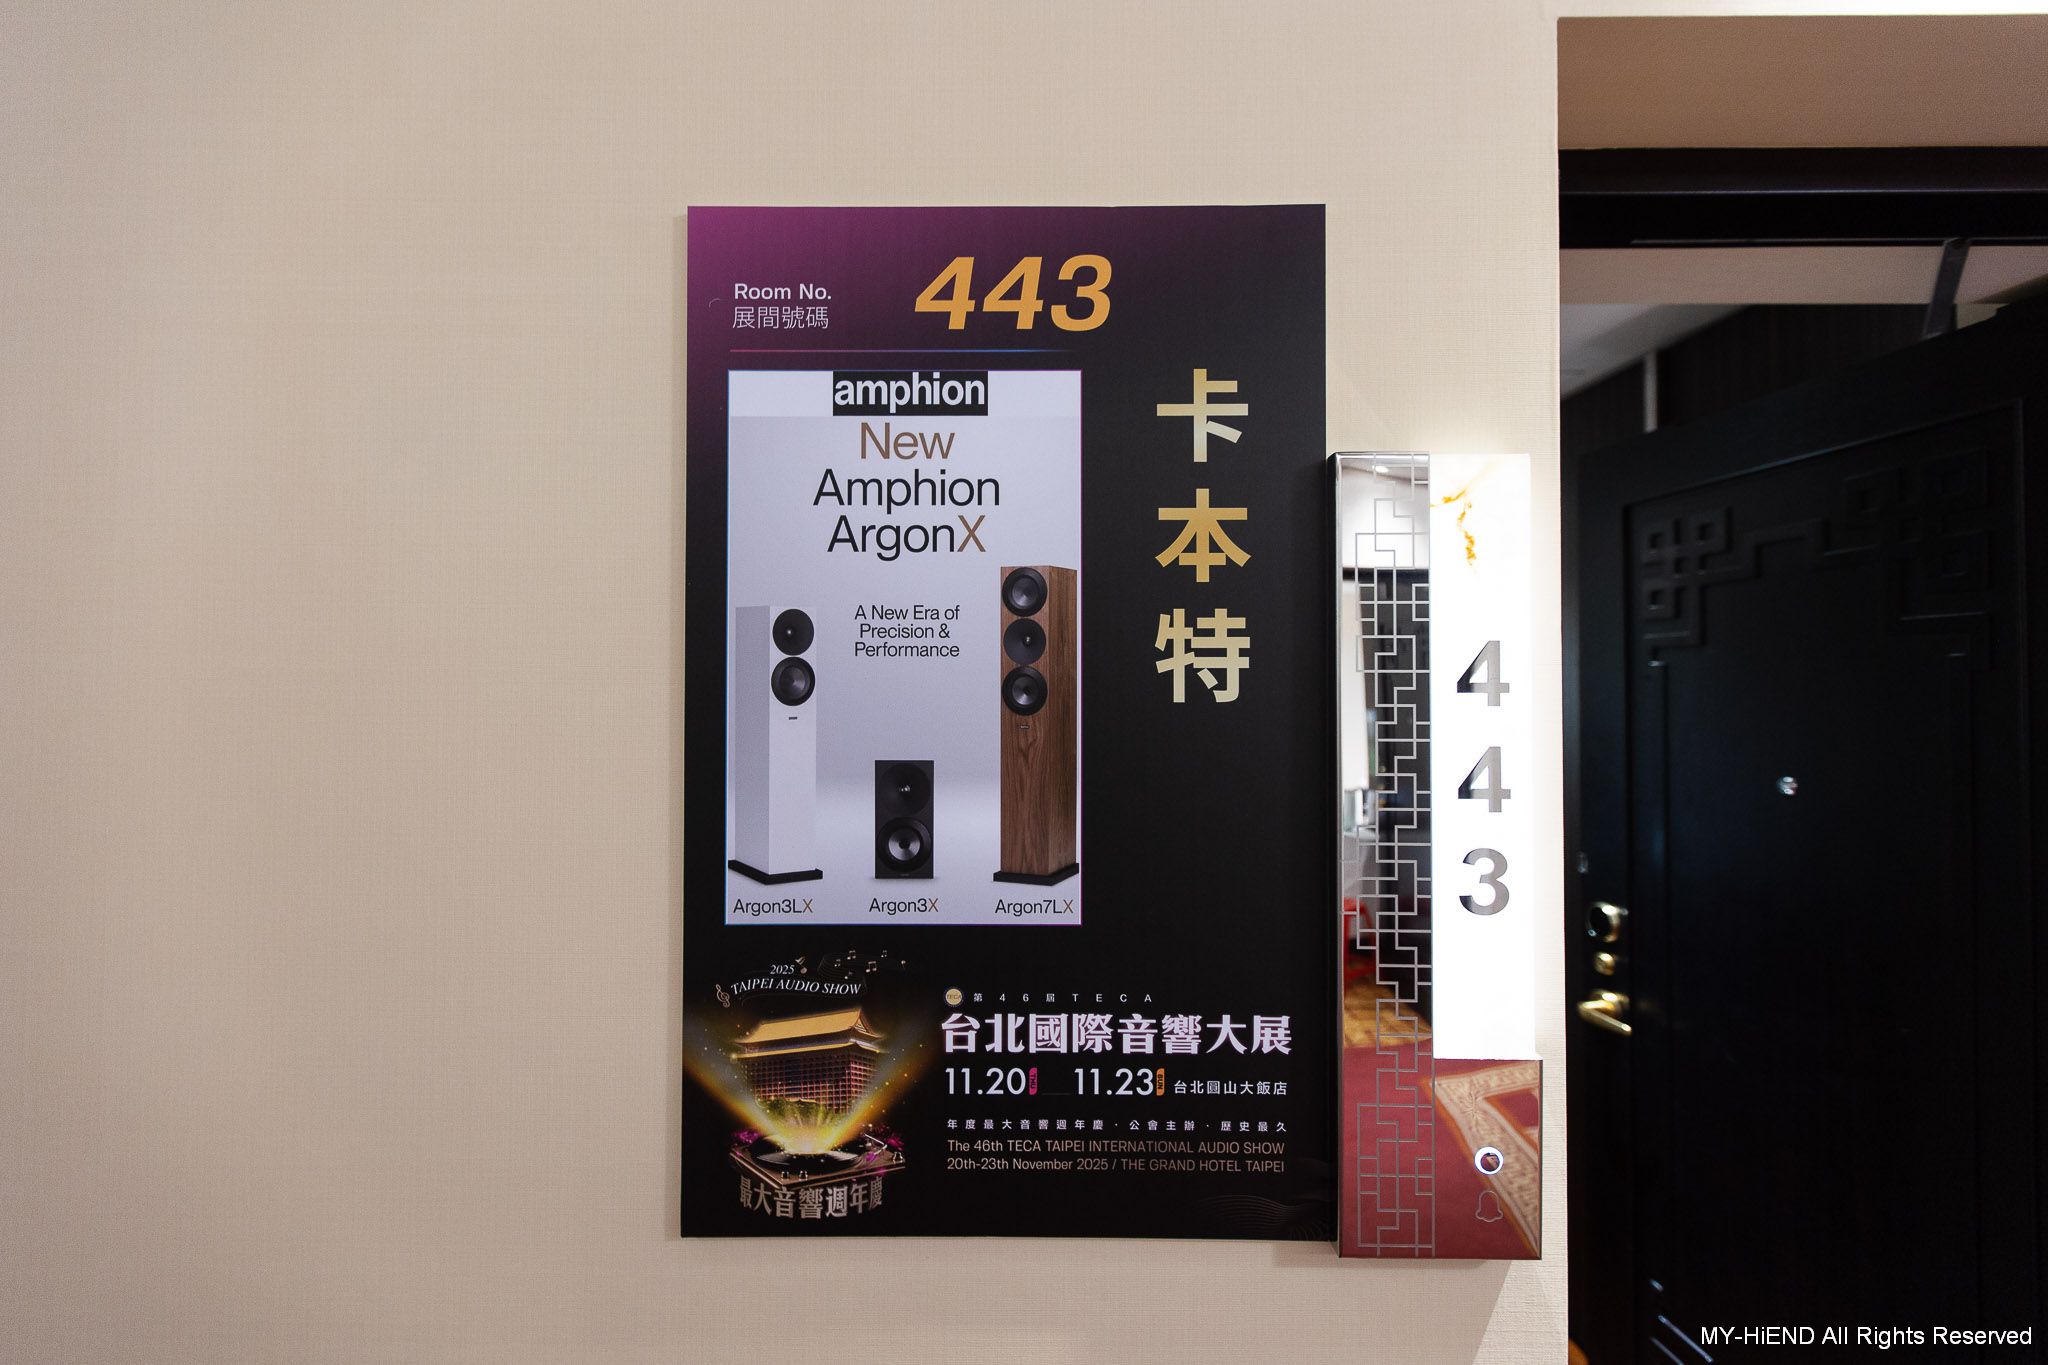 Room No.
展間號碼
443
amphion
New
Amphion
ArgonX
A New Era of
Precision &
Performance
Argon3LX
Argon3X
Argon7LX
卡本特
2025
TAIPEI AUDIO SHOW
最大音響週年慶
TECA 第46屆TECA
台北國際音響大展
11.20 THU 11.23 SUN 台北圓山大飯店
年度最大音響週年慶·公會主辦·歷史最久
The 46th TECA TAIPEI INTERNATIONAL AUDIO SHOW
20th-23th November 2025 / THE GRAND HOTEL TAIPEI
443
MY-HiEND All Rights Reserved